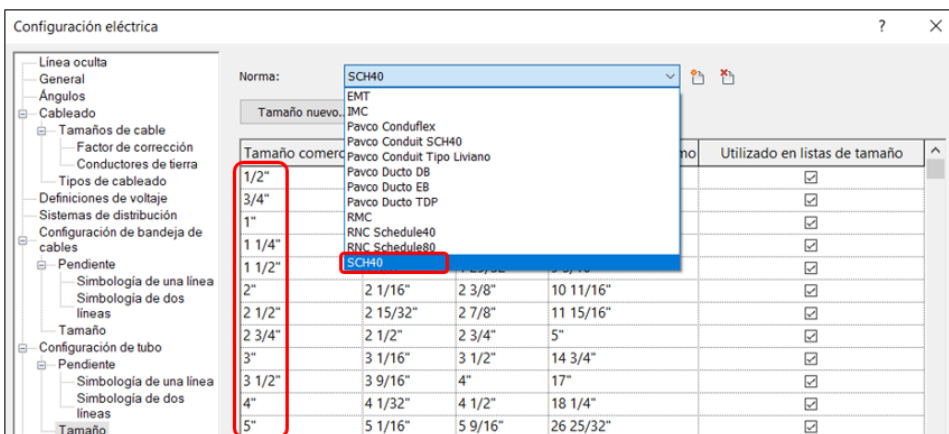 Configuración eléctrica
?
Línea oculta
General
Ángulos
Cableado
Tamaños de cable
Factor de corrección
Conductores de tierra
Tipos de cableado
Definiciones de voltaje
Sistemas de distribución
Configuración de bandeja de
cables
Pendiente
Simbología de una línea
Simbología de dos
líneas
Tamaño
Configuración de tubo
Pendiente
Simbología de una línea
Simbología de dos
líneas
Tamaño
Norma: SCH40
Tamaño nuevo..
EMT
IMC
Pavco Conduflex
Pavco Conduit SCH40
Pavco Conduit Tipo Liviano
Pavco Ducto DB
Pavco Ducto EB
Pavco Ducto TDP
RMC
RNC Schedule40
RNC Schedule80
SCH40
Tamaño comerc mo Utilizado en listas de tamaño
1/2"
3/4"
1"
1 1/4"
1 1/2"
2" 2 1/16" 2 3/8" 10 11/16"
2 1/2" 2 15/32" 2 7/8" 11 15/16"
2 3/4" 2 1/2" 2 3/4" 5"
3" 3 1/16" 3 1/2" 14 3/4"
3 1/2" 3 9/16" 4" 17"
4" 4 1/32" 4 1/2" 18 1/4"
5" 5 1/16" 5 9/16" 26 25/32"